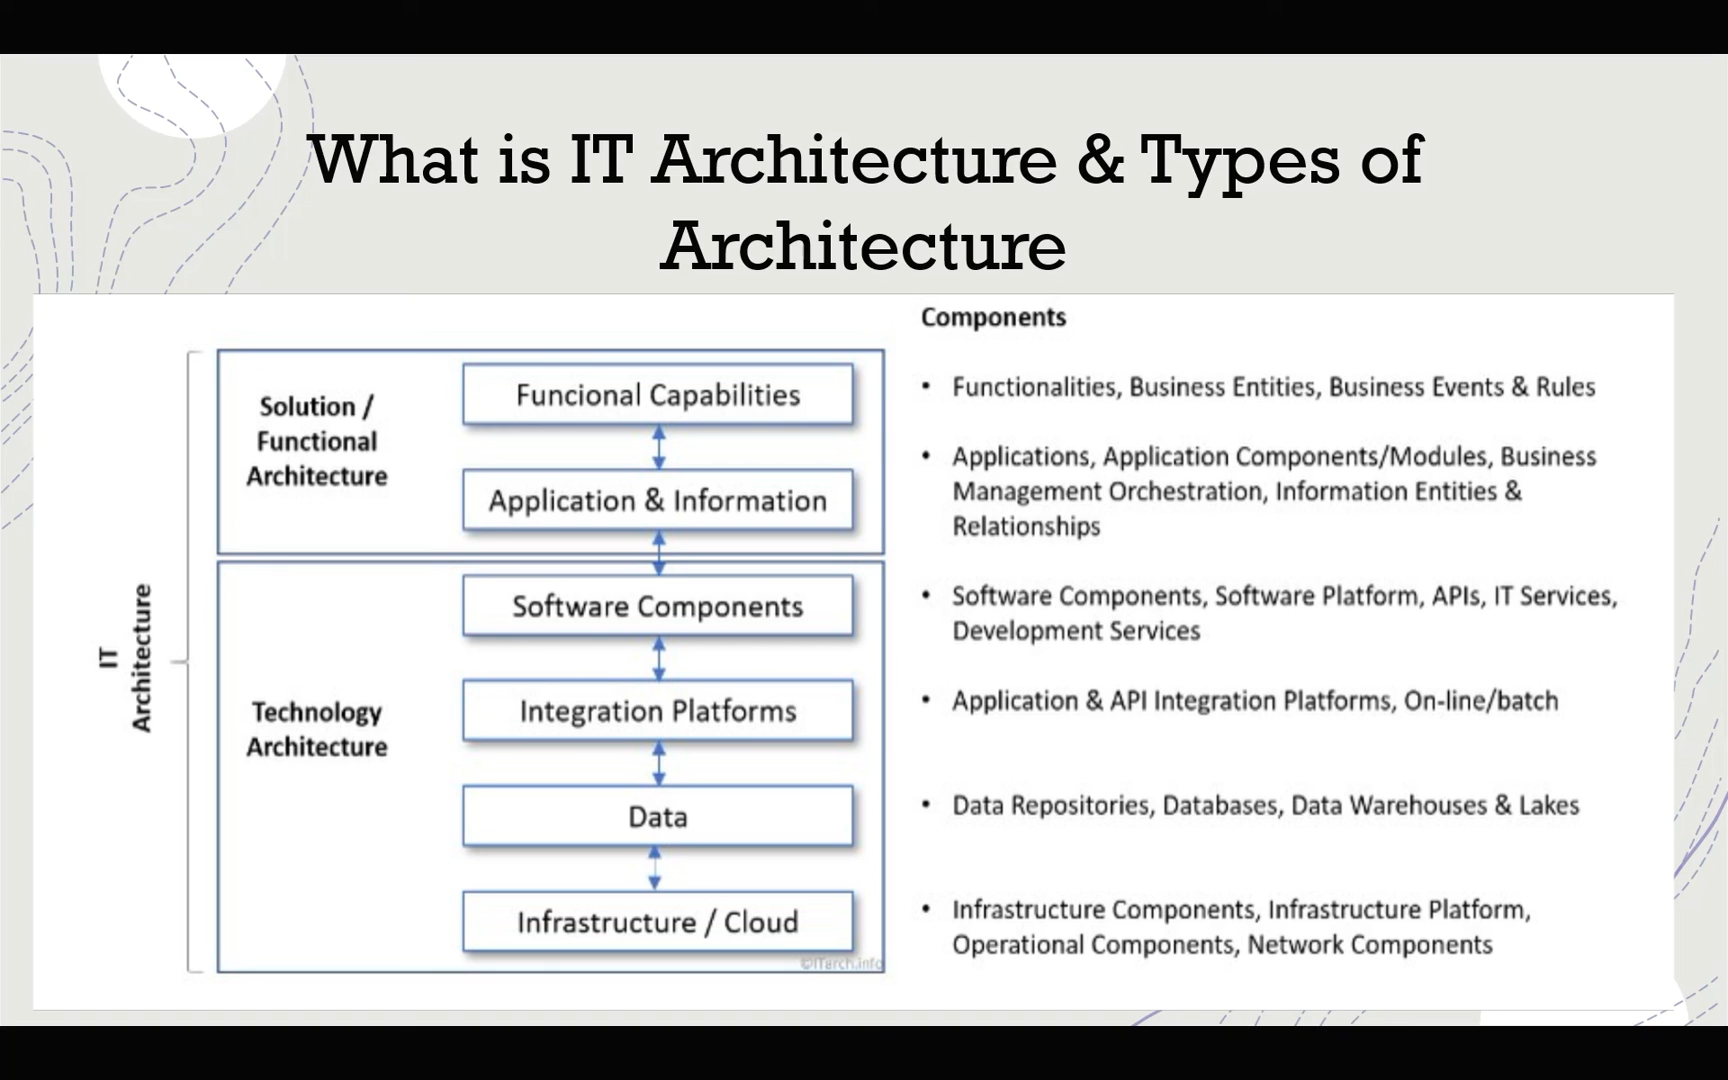 What is IT Architecture & Types of
Architecture
IT
Architecture
Solution /
Functional
Architecture
Funcional Capabilities
Application & Information
Technology
Architecture
Software Components
Integration Platforms
Data
Infrastructure / Cloud
©ITarch.info
Components
• Functionalities, Business Entities, Business Events & Rules
• Applications, Application Components/Modules, Business
Management Orchestration, Information Entities &
Relationships
• Software Components, Software Platform, APIs, IT Services,
Development Services
• Application & API Integration Platforms, On-line/batch
• Data Repositories, Databases, Data Warehouses & Lakes
• Infrastructure Components, Infrastructure Platform,
Operational Components, Network Components